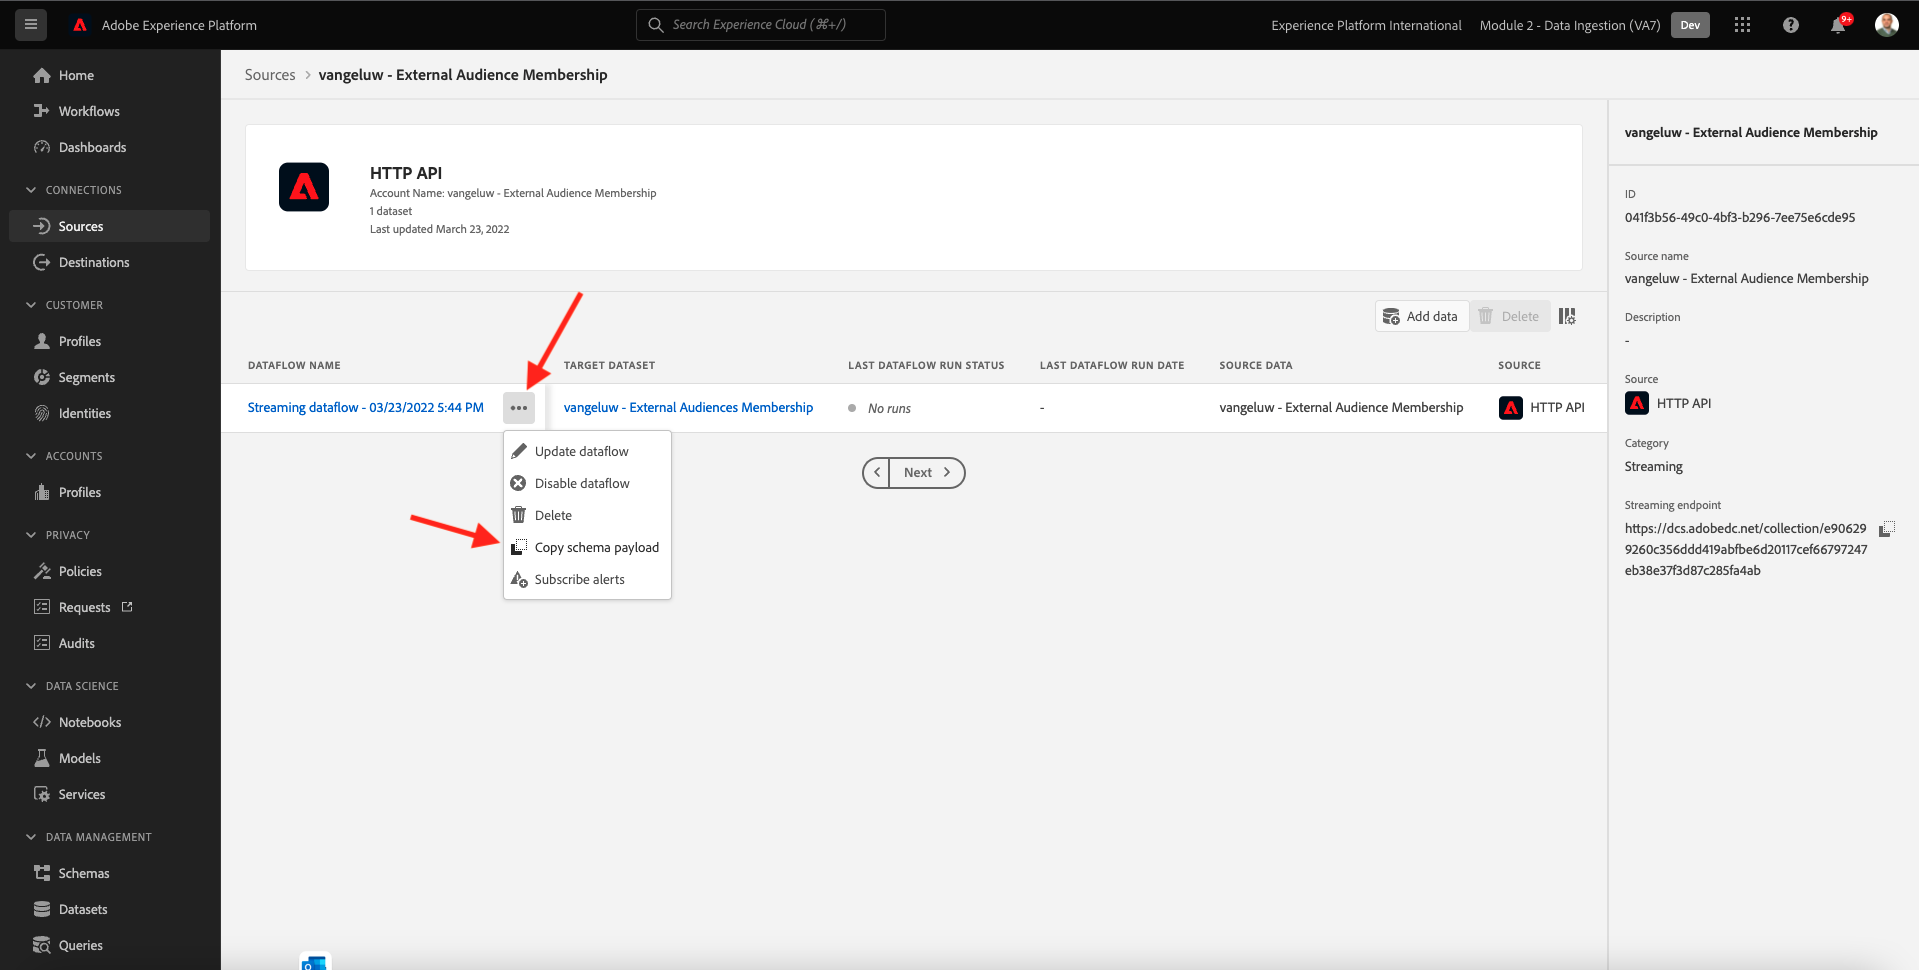 Adobe Experience Platform
Search Experience Cloud (⌘+/)
Experience Platform International
Module 2 - Data Ingestion (VA7)
Dev
9+
Home
Workflows
Dashboards
CONNECTIONS
Sources
Destinations
CUSTOMER
Profiles
Segments
Identities
ACCOUNTS
Profiles
PRIVACY
Policies
Requests
Audits
DATA SCIENCE
Notebooks
Models
Services
DATA MANAGEMENT
Schemas
Datasets
Queries
Sources > vangeluw - External Audience Membership
HTTP API
Account Name: vangeluw - External Audience Membership
1 dataset
Last updated March 23, 2022
Add data
Delete
DATAFLOW NAME TARGET DATASET LAST DATAFLOW RUN STATUS LAST DATAFLOW RUN DATE SOURCE DATA SOURCE
Streaming dataflow - 03/23/2022 5:44 PM ••• vangeluw - External Audiences Membership No runs - vangeluw - External Audience Membership HTTP API
Update dataflow
Disable dataflow
Delete
Copy schema payload
Subscribe alerts
< Next >
vangeluw - External Audience Membership
ID
041f3b56-49c0-4bf3-b296-7ee75e6cde95
Source name
vangeluw - External Audience Membership
Description
-
Source
HTTP API
Category
Streaming
Streaming endpoint
https://dcs.adobedc.net/collection/e90629
9260c356ddd419abfbe6d20117cef66797247
eb38e37f3d87c285fa4ab